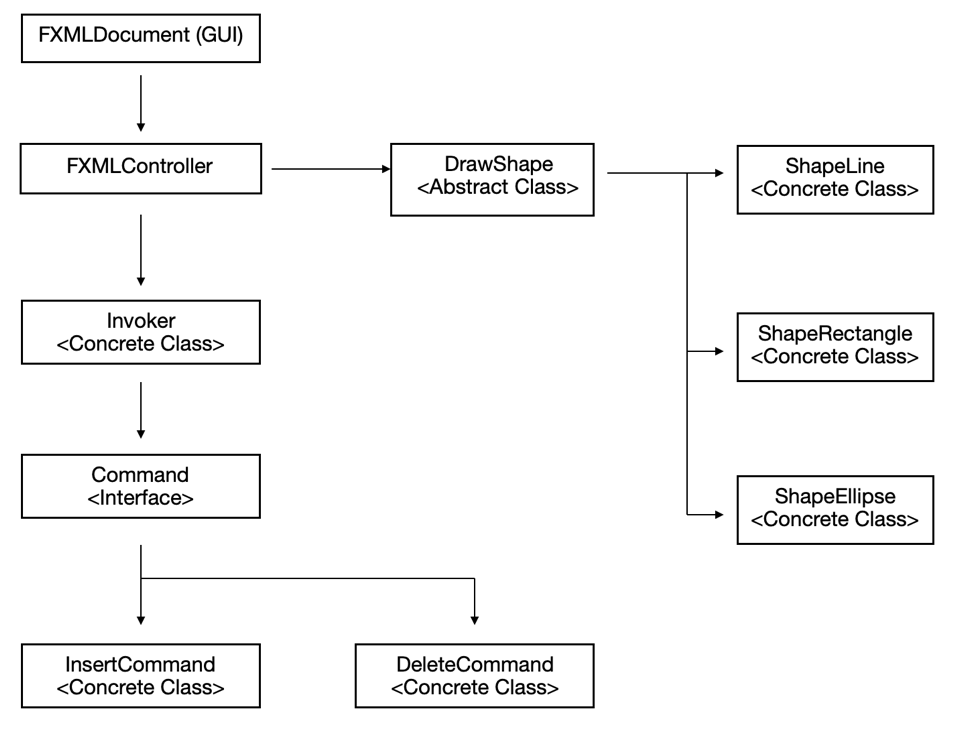 FXMLDocument (GUI)
FXMLController
DrawShape
<Abstract Class>
ShapeLine
<Concrete Class>
Invoker
<Concrete Class>
ShapeRectangle
<Concrete Class>
Command
<Interface>
ShapeEllipse
<Concrete Class>
InsertCommand
<Concrete Class>
DeleteCommand
<Concrete Class>